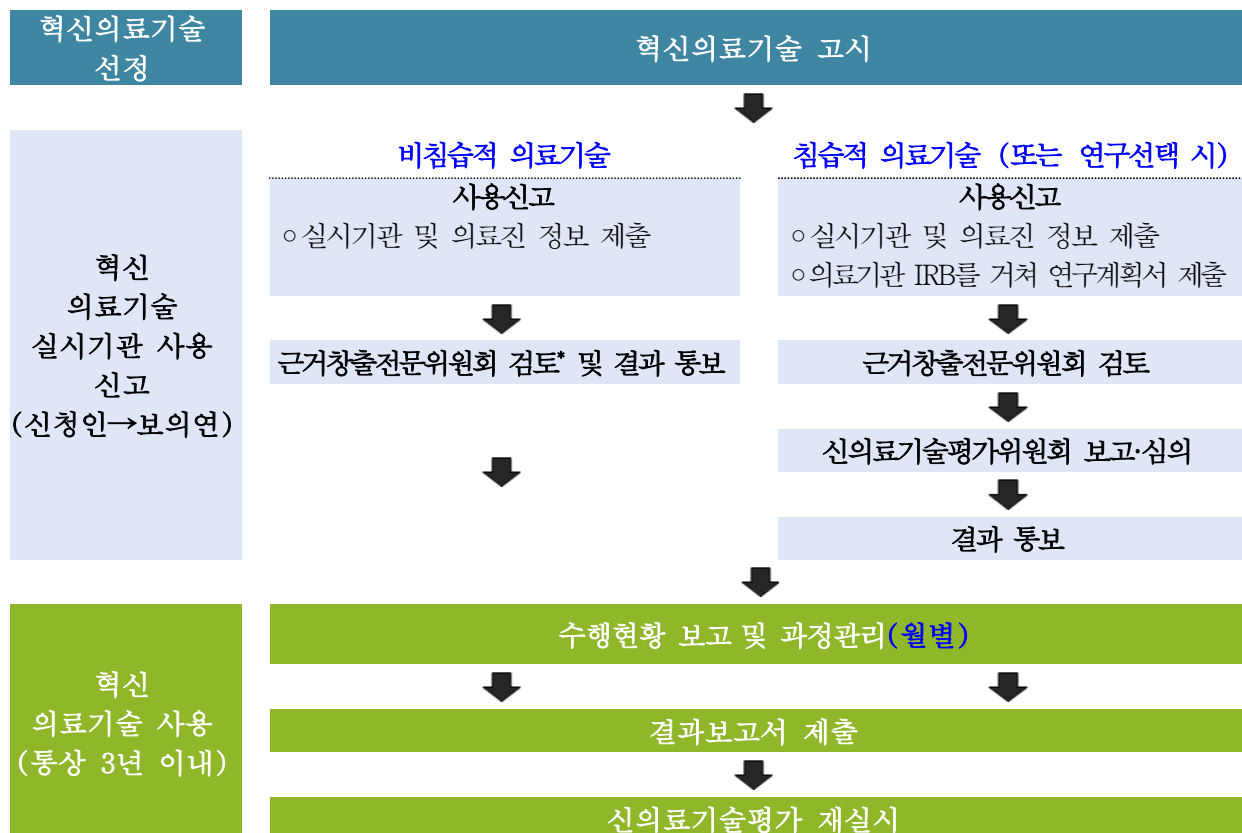 혁신의료기술
선정
혁신의료기술 고시
혁신
의료기술
실시기관 사용
신고
(신청인→보의연)
비침습적 의료기술
사용신고
○실시기관 및 의료진 정보 제출
근거창출전문위원회 검토* 및 결과 통보
침습적 의료기술 (또는 연구선택 시)
사용신고
○실시기관 및 의료진 정보 제출
○의료기관 IRB를 거쳐 연구계획서 제출
근거창출전문위원회 검토
신의료기술평가위원회 보고·심의
결과 통보
혁신
의료기술 사용
(통상 3년 이내)
수행현황 보고 및 과정관리(월별)
결과보고서 제출
신의료기술평가 재실시